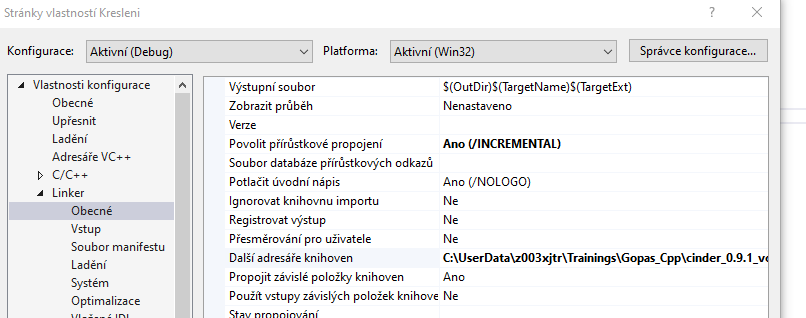 Stránky vlastností Kresleni
Konfigurace: Aktivní (Debug) Platforma: Aktivní (Win32) Správce konfigurace...
Vlastnosti konfigurace
Obecné
Upřesnit
Ladění
Adresáře VC++
C/C++
Linker
Obecné
Vstup
Soubor manifestu
Ladění
Systém
Optimalizace
Výstupní soubor $(OutDir)$(TargetName)$(TargetExt)
Zobrazit průběh Nenastaveno
Verze
Povolit přírůstkové propojení Ano (/INCREMENTAL)
Soubor databáze přírůstkových odkazů
Potlačit úvodní nápis Ano (/NOLOGO)
Ignorovat knihovnu importu Ne
Registrovat výstup Ne
Přesměrování pro uživatele Ne
Další adresáře knihoven C:\UserData\z003xjtr\Trainings\Gopas_Cpp\cinder_0.9.1_vc
Propojit závislé položky knihoven Ano
Použít vstupy závislých položek knihove Ne
Stav propojování